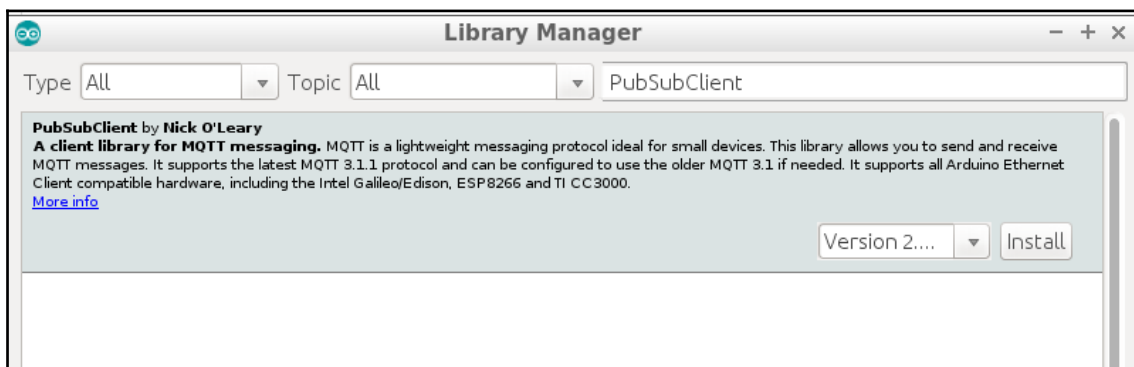 Library Manager
Type All Topic All PubSubClient
PubSubClient by Nick O'Leary
A client library for MQTT messaging. MQTT is a lightweight messaging protocol ideal for small devices. This library allows you to send and receive
MQTT messages. It supports the latest MQTT 3.1.1 protocol and can be configured to use the older MQTT 3.1 if needed. It supports all Arduino Ethernet
Client compatible hardware, including the Intel Galileo/Edison, ESP8266 and TI CC3000.
More info
Version 2.... Install